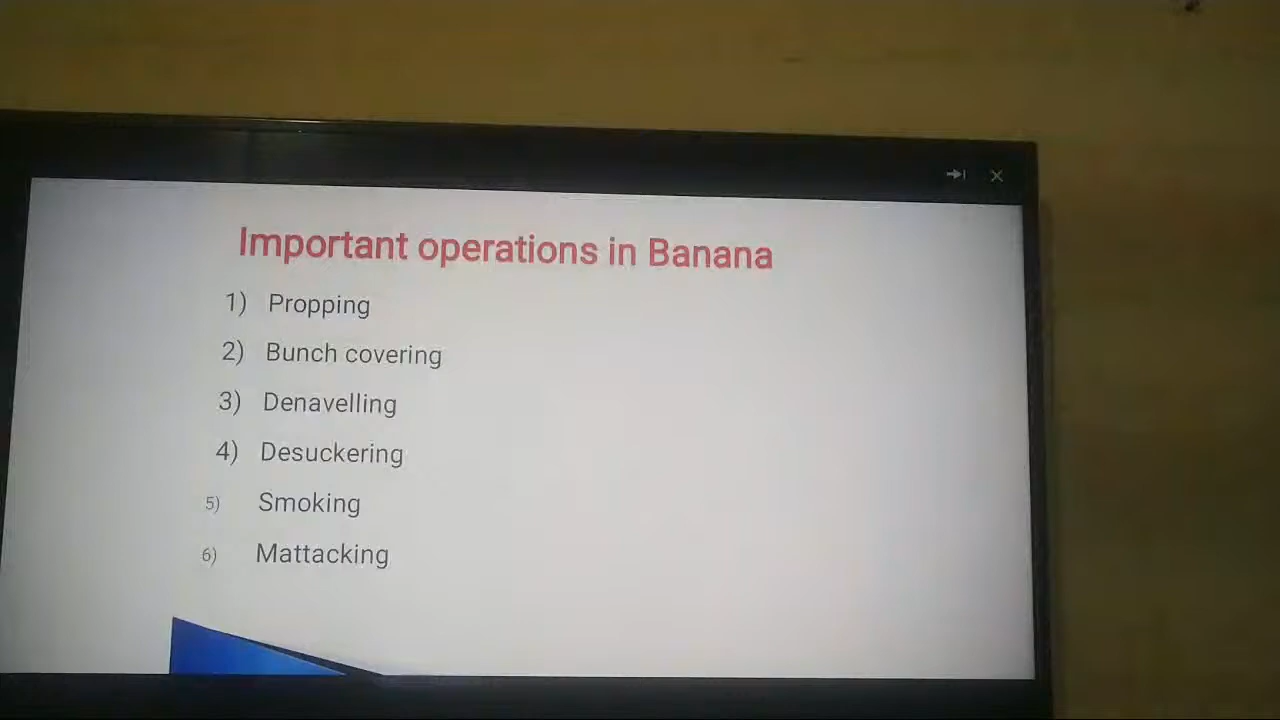 Important operations in Banana
1) Propping
2) Bunch covering
3) Denavelling
4) Desuckering
5) Smoking
6) Mattacking